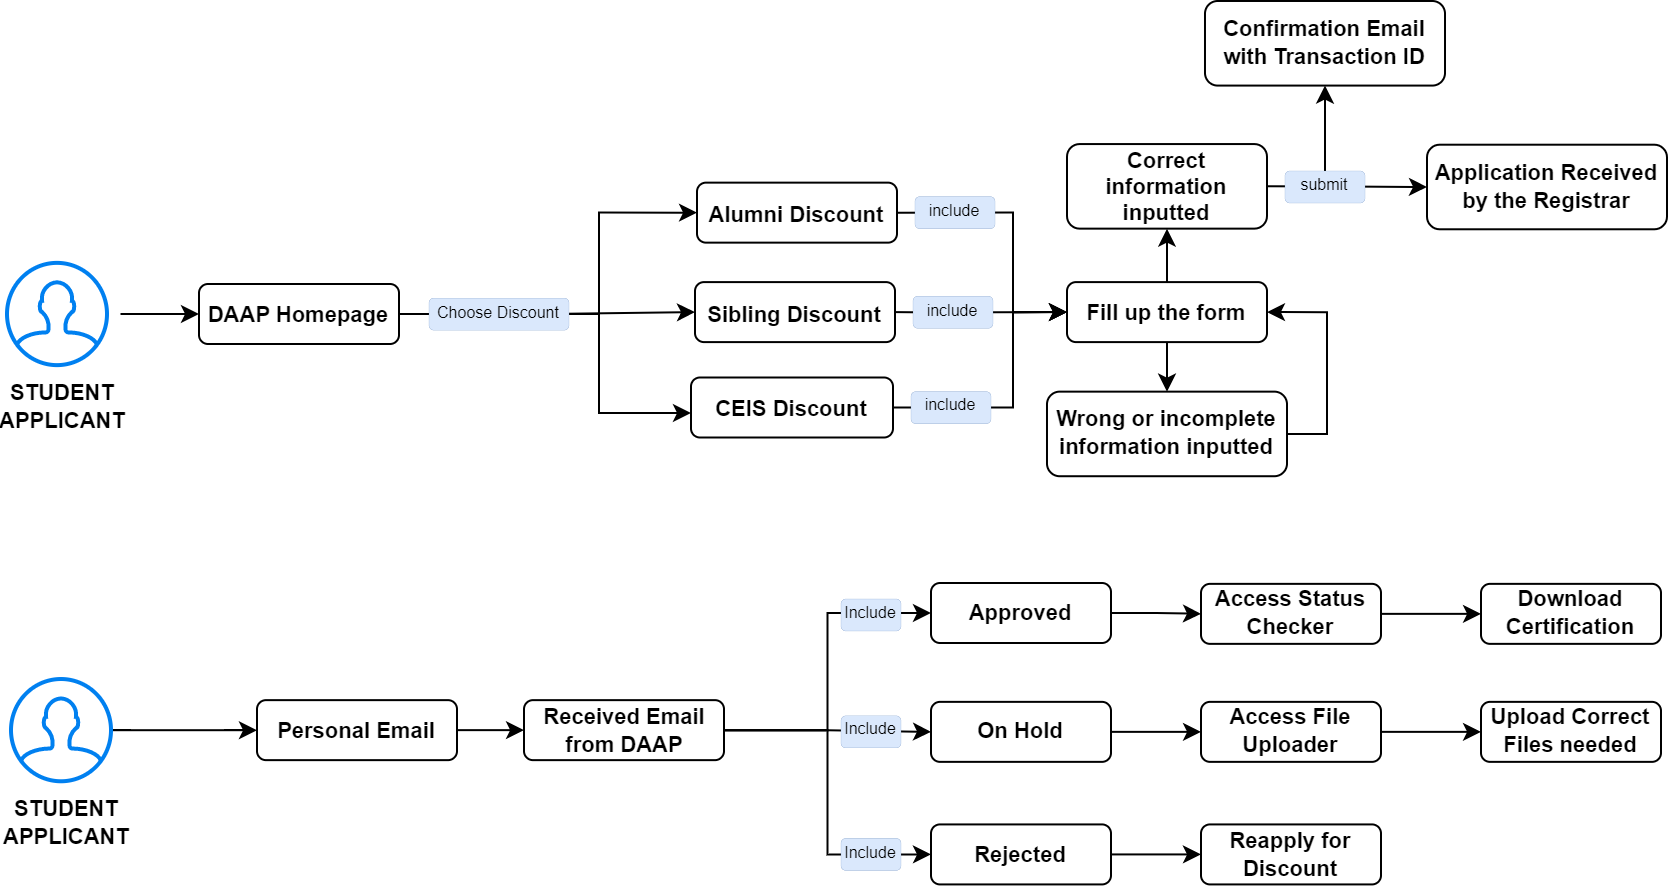 Confirmation Email
with Transaction ID
Correct
information
inputted
submit
Application Received
by the Registrar
Alumni Discount
include
STUDENT
APPLICANT
DAAP Homepage
Choose Discount
Sibling Discount
include
Fill up the form
CEIS Discount
include
Wrong or incomplete
information inputted
Include
Approved
Access Status
Checker
Download
Certification
STUDENT
APPLICANT
Personal Email
Received Email
from DAAP
Include
On Hold
Access File
Uploader
Upload Correct
Files needed
Include
Rejected
Reapply for
Discount